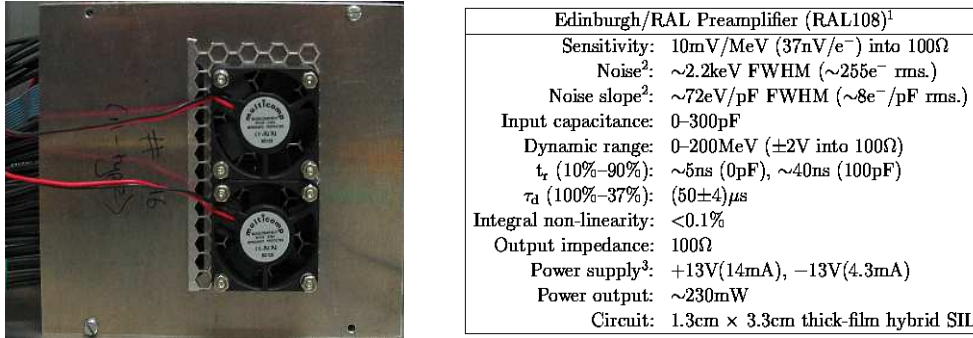 multicomp
multicomp
Edinburgh/RAL Preamplifier (RAL108)¹
Sensitivity: 10mV/MeV (37nV/e⁻) into 100Ω
Noise²: ~2.2keV FWHM (~255e⁻ rms.)
Noise slope²: ~72eV/pF FWHM (~8e⁻/pF rms.)
Input capacitance: 0–300pF
Dynamic range: 0–200MeV (±2V into 100Ω)
tᵣ (10%–90%): ~5ns (0pF), ~40ns (100pF)
τd (100%–37%): (50±4)μs
Integral non-linearity: <0.1%
Output impedance: 100Ω
Power supply³: +13V(14mA), −13V(4.3mA)
Power output: ~230mW
Circuit: 1.3cm × 3.3cm thick-film hybrid SIL